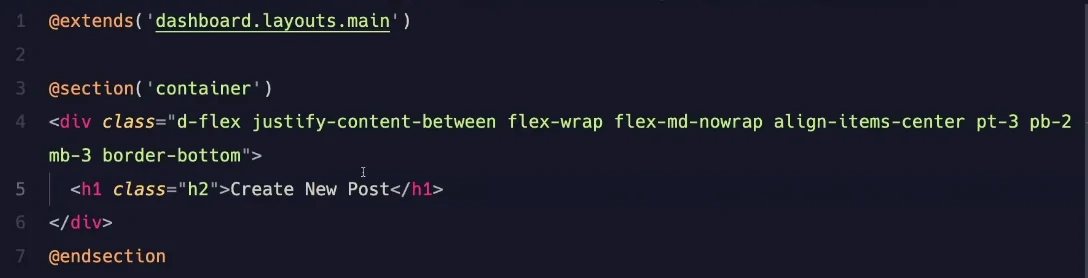 1 @extends('dashboard.layouts.main')
2
3 @section('container')
4 <div class="d-flex justify-content-between flex-wrap flex-md-nowrap align-items-center pt-3 pb-2
mb-3 border-bottom">
5 <h1 class="h2">Create New Post</h1>
6 </div>
7 @endsection